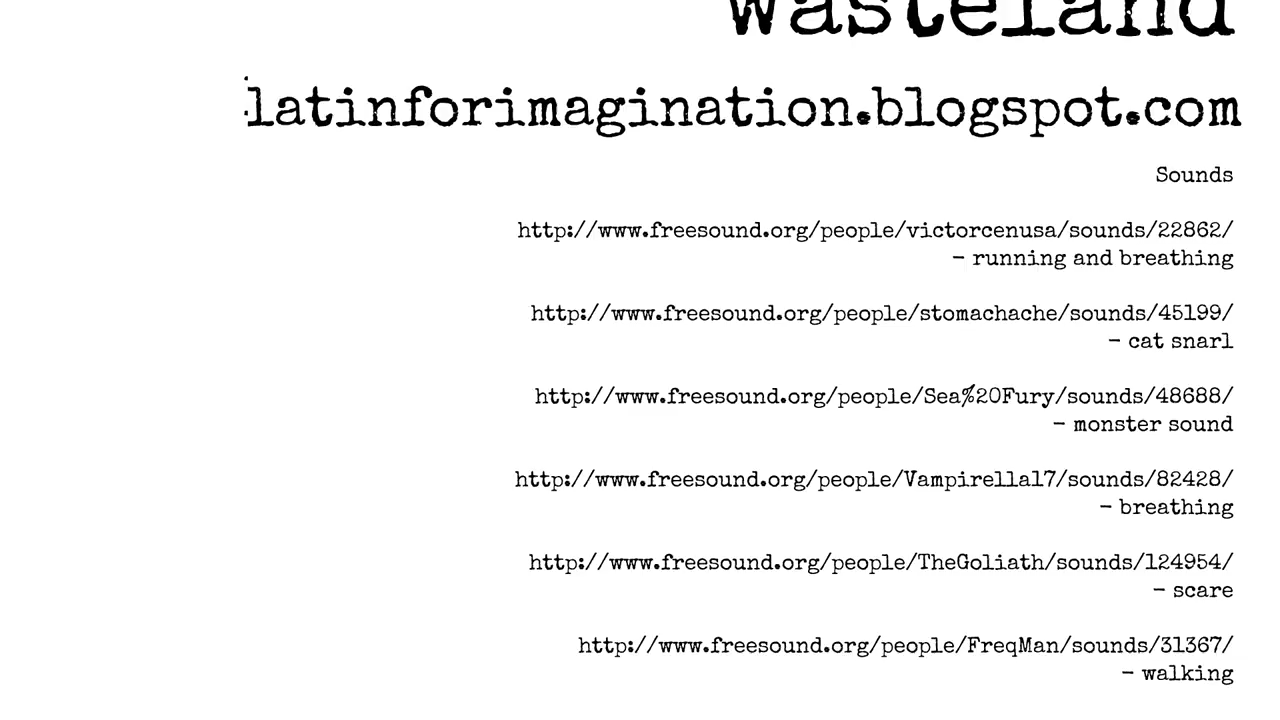 wasteland
latinforimagination.blogspot.com
Sounds
http://www.freesound.org/people/victorcenusa/sounds/22862/
- running and breathing
http://www.freesound.org/people/stomachache/sounds/45199/
- cat snarl
http://www.freesound.org/people/Sea%20Fury/sounds/48688/
- monster sound
http://www.freesound.org/people/Vampirella17/sounds/82428/
- breathing
http://www.freesound.org/people/TheGoliath/sounds/124954/
- scare
http://www.freesound.org/people/FreqMan/sounds/31367/
- walking